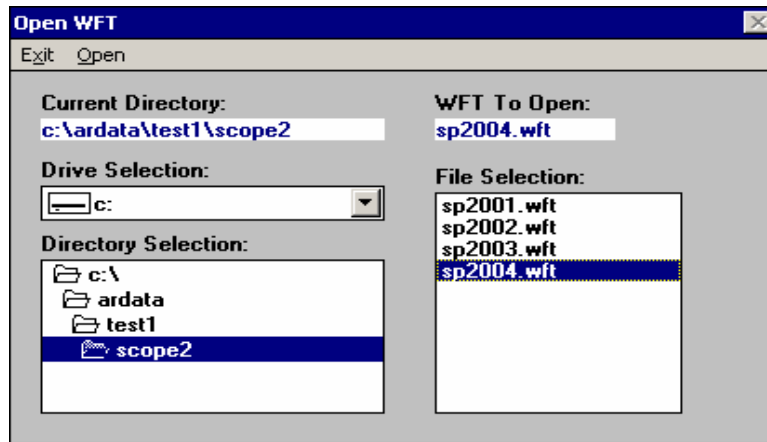 Open WFT
Exit Open
Current Directory:
c:\ardata\test1\scope2
Drive Selection:
c:
Directory Selection:
c:\
ardata
test1
scope2
WFT To Open:
sp2004.wft
File Selection:
sp2001.wft
sp2002.wft
sp2003.wft
sp2004.wft